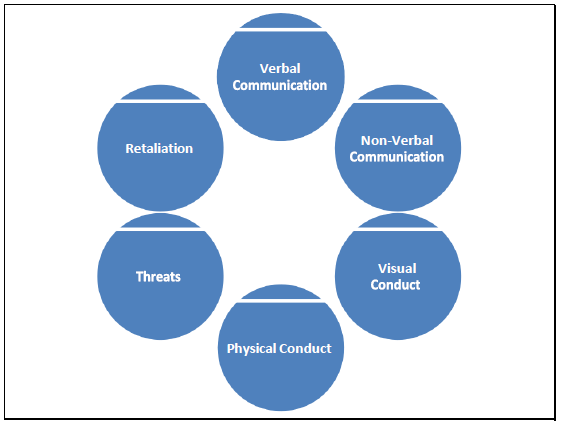 Verbal
Communication
Non-Verbal
Communication
Visual
Conduct
Physical Conduct
Threats
Retaliation